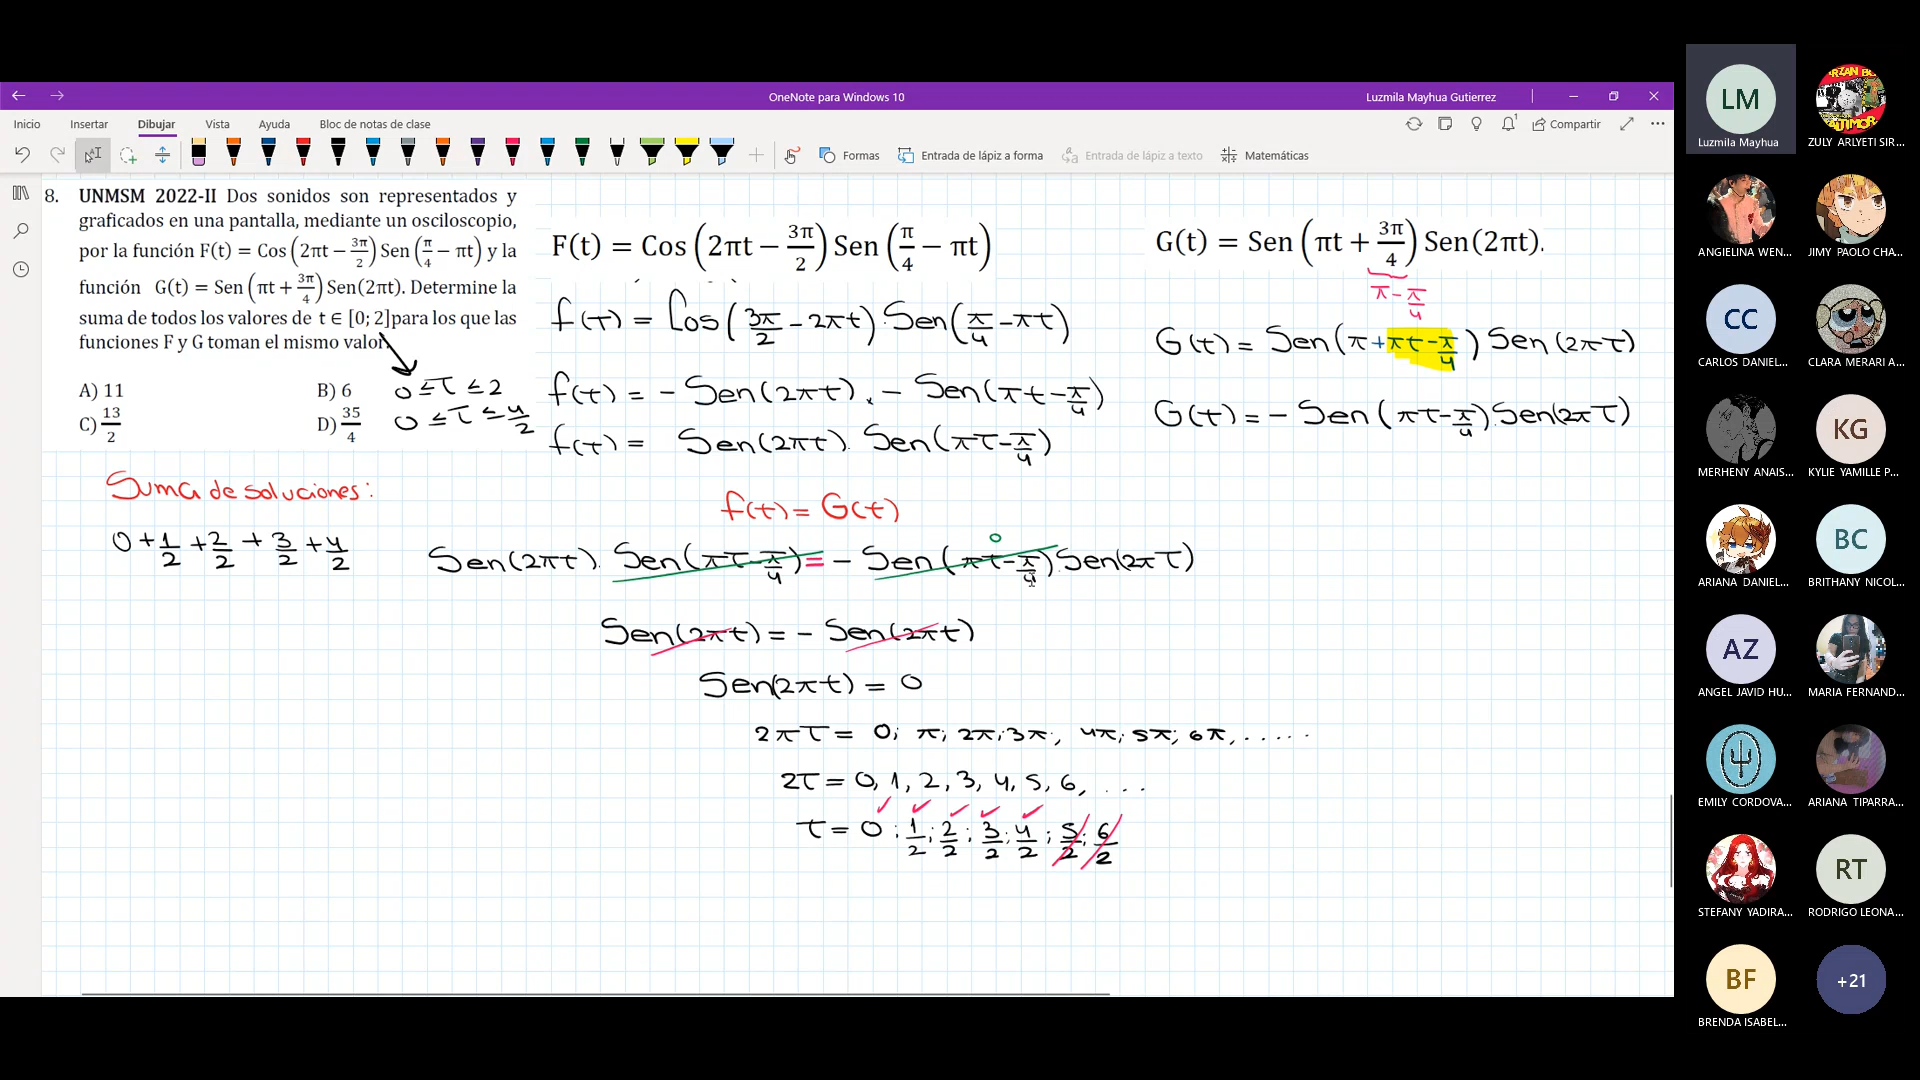 OneNote para Windows 10
Luzmila Mayhua Gutierrez
Inicio Insertar Dibujar Vista Ayuda Bloc de notas de clase
Compartir
Formas Entrada de lápiz a forma Entrada de lápiz a texto Matemáticas
8. UNMSM 2022-II Dos sonidos son representados y
graficados en una pantalla, mediante un osciloscopio,
por la función F(t) = Cos(2πt − 3π/2) Sen(π/4 − πt) y la
función G(t) = Sen(πt + 3π/4) Sen(2πt). Determine la
suma de todos los valores de t ∈ [0; 2]para los que las
funciones F y G toman el mismo valor.
A) 11 B) 6
C) 13/2 D) 35/4
0 ≤ t ≤ 2
0 ≤ t ≤ 4/2
Suma de soluciones:
0 + 1/2 + 2/2 + 3/2 + 4/2
F(t) = Cos(2πt − 3π/2) Sen(π/4 − πt)
f(t) = Cos(3π/2 − 2πt). Sen(π/4 − πt)
f(t) = − Sen(2πt) . − Sen(πt − π/4)
f(t) = Sen(2πt). Sen(πt − π/4)
G(t) = Sen(πt + 3π/4) Sen(2πt).
π − π/4
G(t) = Sen(π + πt − π/4) Sen(2πt)
G(t) = − Sen(πt − π/4). Sen(2πt)
f(t) = G(t)
0
Sen(2πt). Sen(πt − π/4) = − Sen(πt − π/4). Sen(2πt)
Sen(2πt) = − Sen(2πt)
Sen(2πt) = 0
2πt = 0; π; 2π; 3π; 4π; 5π; 6π, .....
2t = 0, 1, 2, 3, 4, 5, 6, ...
t = 0; 1/2; 2/2; 3/2; 4/2; 5/2; 6/2
LM
Luzmila Mayhua
ZULY ARLYETI SIR...
ANGELINA WEN...
JIMY PAOLO CHA...
CC
CARLOS DANIEL...
CLARA MERARI A...
MERHENY ANAIS...
KG
KYLIE YAMILLE P...
ARIANA DANIEL...
BC
BRITHANY NICOL...
AZ
ANGEL JAVID HU...
MARIA FERNAND...
EMILY CORDOVA...
ARIANA TIPARRA...
STEFANY YADIRA...
RT
RODRIGO LEONA...
BF
BRENDA ISABEL...
+21